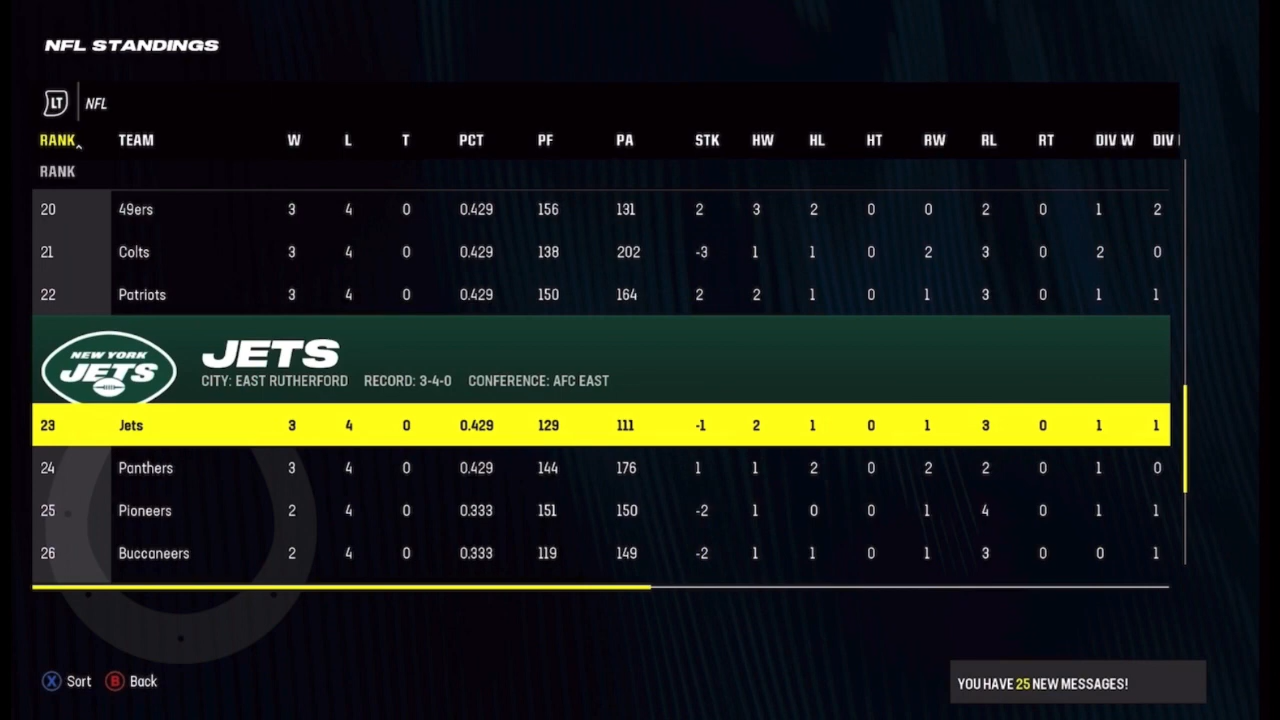 NFL STANDINGS
LT NFL
RANK TEAM W L T PCT PF PA STK HW HL HT RW RL RT DIV W DIV
RANK
20 49ers 3 4 0 0.429 156 131 2 3 2 0 0 2 0 1 2
21 Colts 3 4 0 0.429 138 202 -3 1 1 0 2 3 0 2 0
22 Patriots 3 4 0 0.429 150 164 2 2 1 0 1 3 0 1 1
NEW YORK
JETS
JETS
CITY: EAST RUTHERFORD RECORD: 3-4-0 CONFERENCE: AFC EAST
23 Jets 3 4 0 0.429 129 111 -1 2 1 0 1 3 0 1 1
24 Panthers 3 4 0 0.429 144 176 1 1 2 0 2 2 0 1 0
25 Pioneers 2 4 0 0.333 151 150 -2 1 0 0 1 4 0 1 1
26 Buccaneers 2 4 0 0.333 119 149 -2 1 1 0 1 3 0 0 1
X Sort B Back
YOU HAVE 25 NEW MESSAGES!